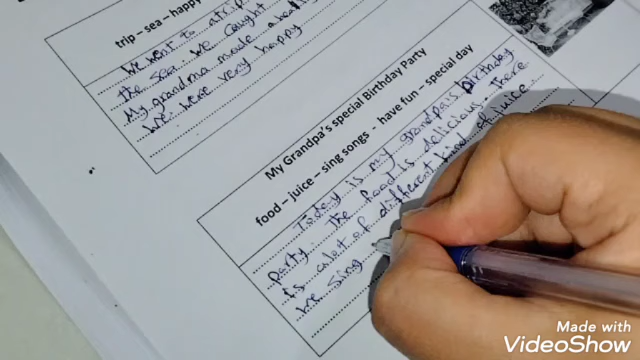 trip – sea – happy
We went to a trip
the sea. We caught
My grandma made a
We were very happy
My Grandpa's special Birthday Party
food – juice – sing songs - have fun – special day
Today is my grandpa's birthday
party. the food is delicious. There
is a lot of different kind of juice.
We sing
Made with
VideoShow